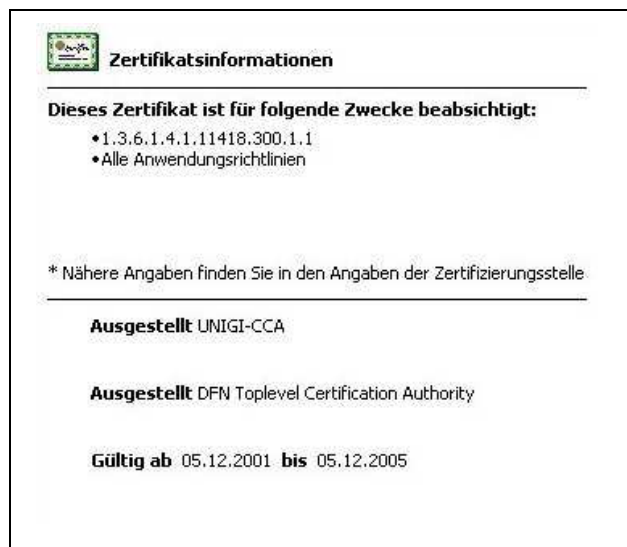 Zertifikatsinformationen
Dieses Zertifikat ist für folgende Zwecke beabsichtigt:
•1.3.6.1.4.1.11418.300.1.1
•Alle Anwendungsrichtlinien
* Nähere Angaben finden Sie in den Angaben der Zertifizierungsstelle
Ausgestellt UNIGI-CCA
Ausgestellt DFN Toplevel Certification Authority
Gültig ab 05.12.2001 bis 05.12.2005